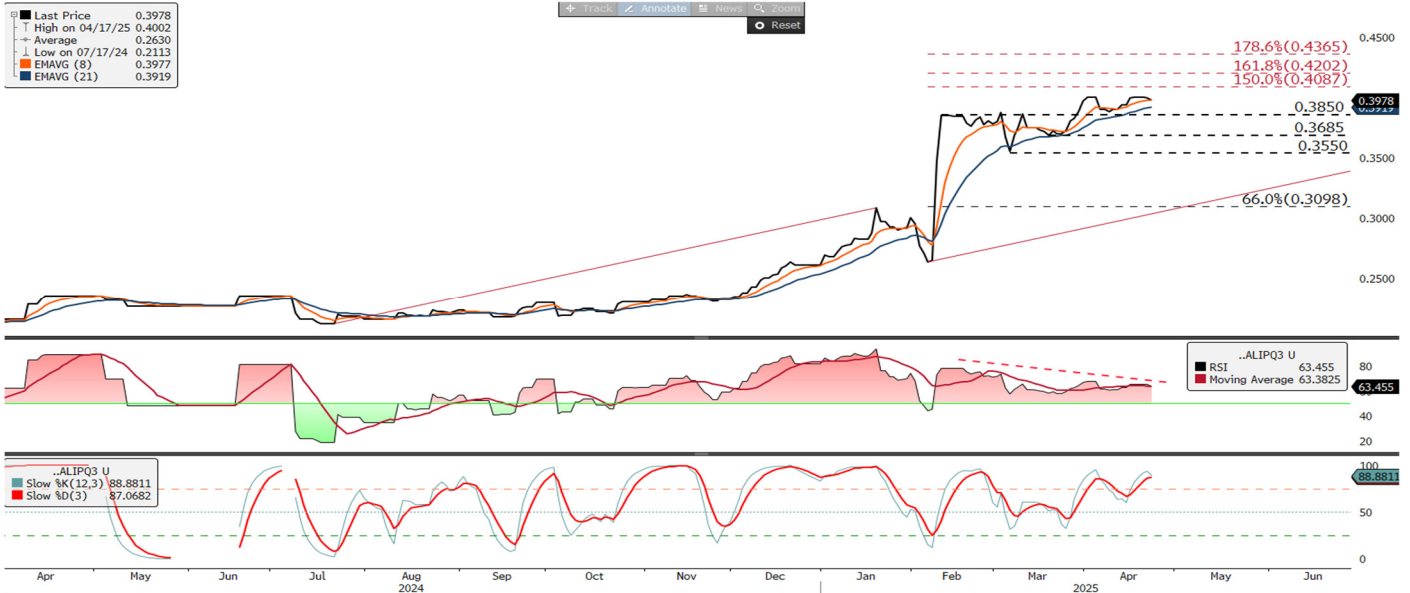 Track Annotate News Zoom
Reset
Last Price 0.3978
High on 04/17/25 0.4002
Average 0.2630
Low on 07/17/24 0.2113
EMAVG (8) 0.3977
EMAVG (21) 0.3919
178.6%(0.4365)
161.8%(0.4202)
150.0%(0.4087)
0.3850
0.3685
0.3550
66.0%(0.3098)
0.4500
0.3978
0.3919
0.3500
0.3000
0.2500
..ALIPQ3 U
RSI 63.455
Moving Average 63.3825
80
63.455
40
20
..ALIPQ3 U
Slow %K(12,3) 88.8811
Slow %D(3) 87.0682
100
88.8811
50
0
Apr May Jun Jul Aug Sep Oct Nov Dec Jan Feb Mar Apr May Jun
2024 2025